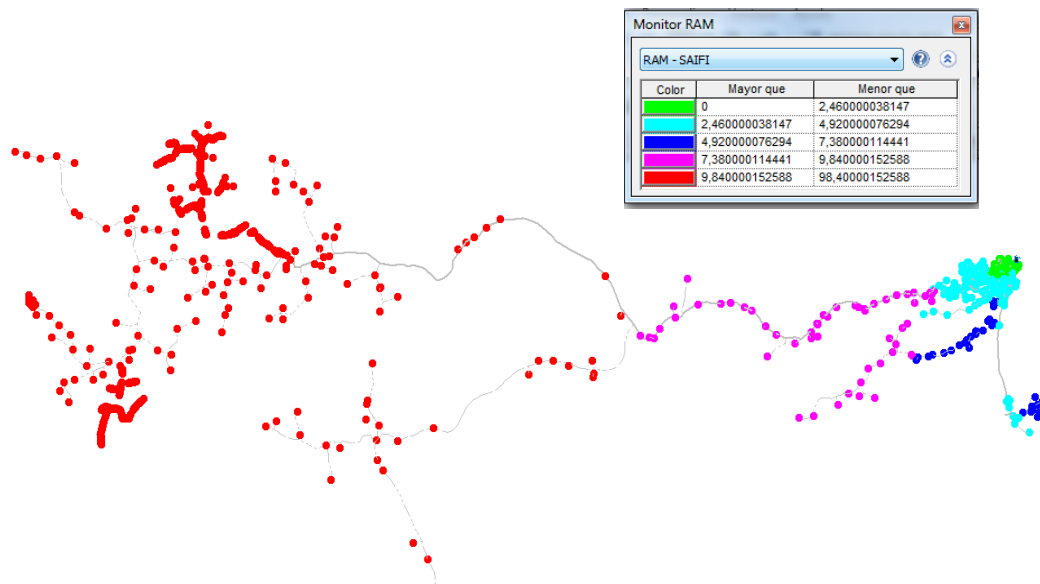 Monitor RAM
RAM - SAIFI
Color Mayor que Menor que
0 2,460000038147
2,460000038147 4,920000076294
4,920000076294 7,380000114441
7,380000114441 9,840000152588
9,840000152588 98,40000152588